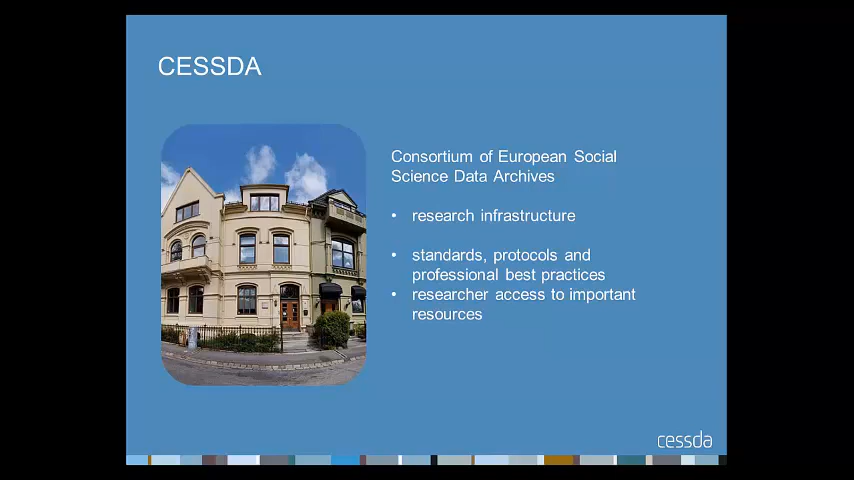 CESSDA
Consortium of European Social
Science Data Archives
• research infrastructure
• standards, protocols and
professional best practices
• researcher access to important
resources
cessda